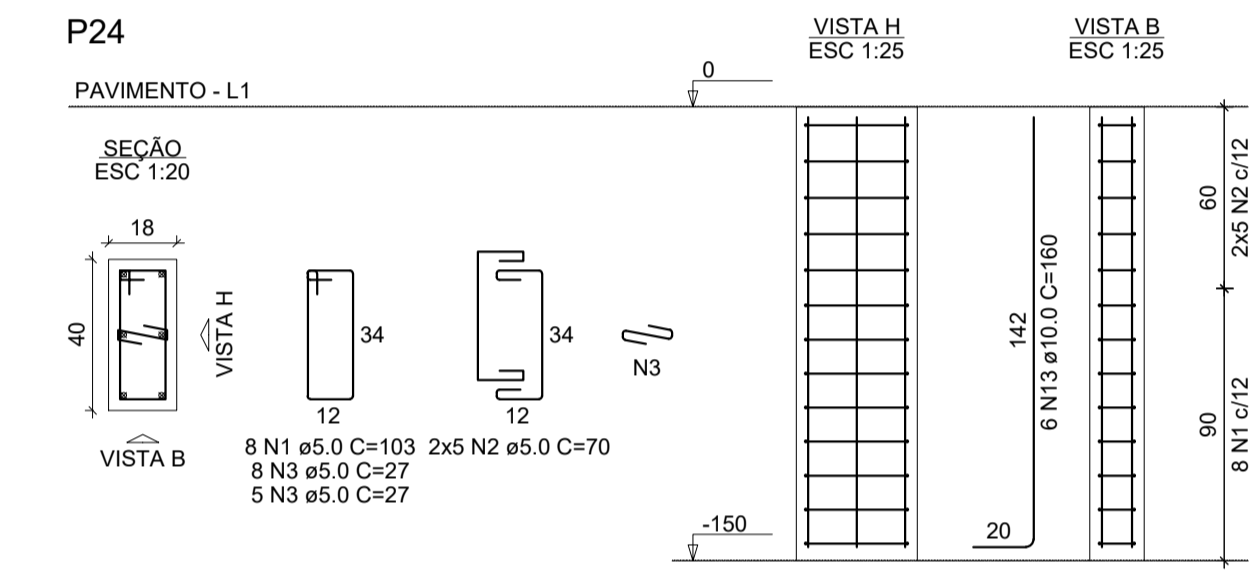 P24
PAVIMENTO - L1
SEÇÃO
ESC 1:20
18
40
VISTA H
VISTA B
34
12
8 N1 ø5.0 C=103
8 N3 ø5.0 C=27
5 N3 ø5.0 C=27
34
12
2x5 N2 ø5.0 C=70
N3
0
-150
VISTA H
ESC 1:25
142
6 N13 ø10.0 C=160
20
VISTA B
ESC 1:25
60
2x5 N2 c/12
90
8 N1 c/12